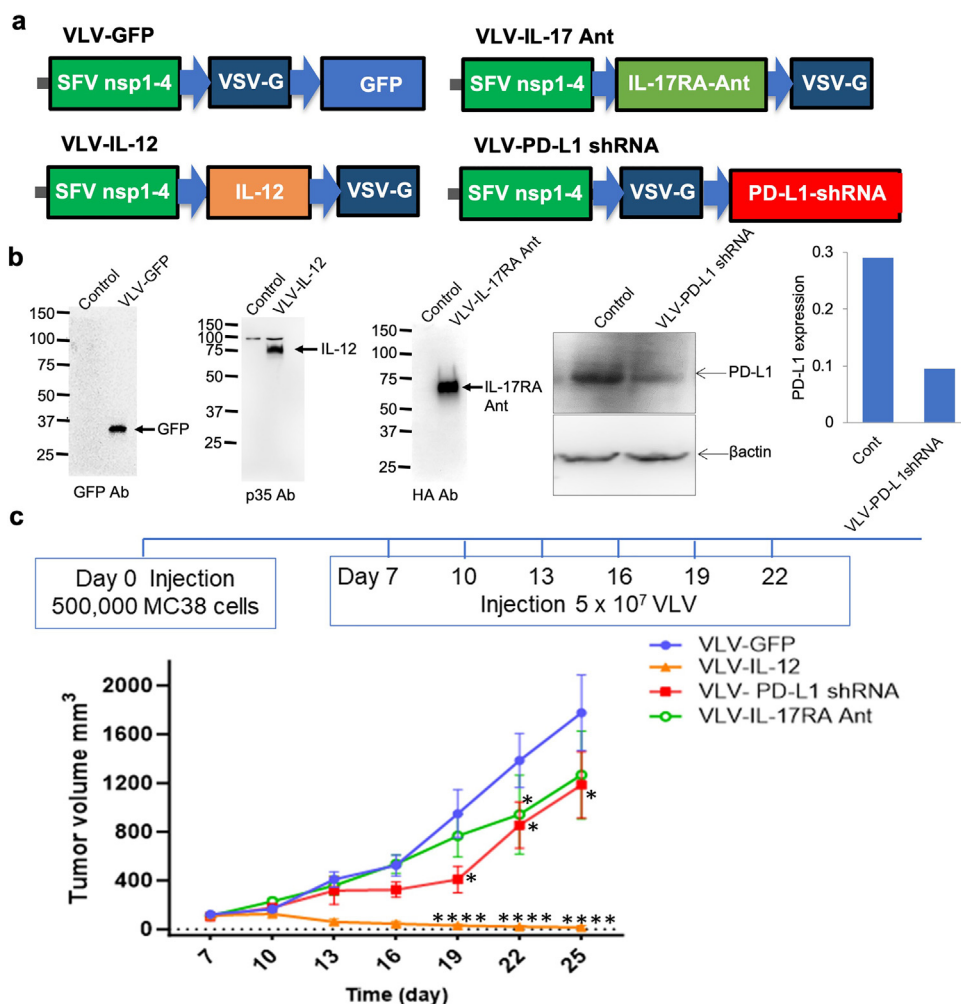 a
VLV-GFP
SFV nsp1-4 VSV-G GFP
VLV-IL-17 Ant
SFV nsp1-4 IL-17RA-Ant VSV-G
VLV-IL-12
SFV nsp1-4 IL-12 VSV-G
VLV-PD-L1 shRNA
SFV nsp1-4 VSV-G PD-L1-shRNA
b
Control VLV-GFP
150
100
75
50
37
25
GFP
GFP Ab
Control VLV-IL-12
150
100
75
50
37
25
IL-12
p35 Ab
Control VLV-IL-17RA Ant
150
100
75
50
37
25
IL-17RA
Ant
HA Ab
Control VLV-PD-L1 shRNA
PD-L1
βactin
PD-L1 expression
0.3
0.2
0.1
0
Cont VLV-PD-L1shRNA
c
Day 0 Injection
500,000 MC38 cells
Day 7 10 13 16 19 22
Injection 5 x 10⁷ VLV
VLV-GFP
VLV-IL-12
VLV- PD-L1 shRNA
VLV-IL-17RA Ant
Tumor volume mm³
2000
1600
1200
800
400
0
*
*
*
*
**** **** ****
7 10 13 16 19 22 25
Time (day)